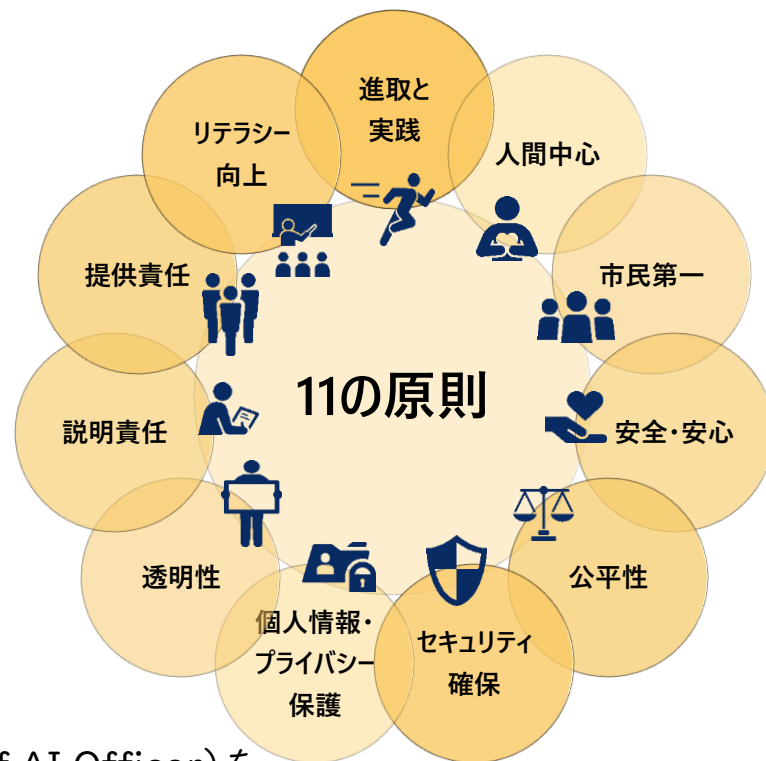 進取と
実践
人間中心
市民第一
安全・安心
公平性
セキュリティ
確保
個人情報・
プライバシー
保護
透明性
説明責任
提供責任
リテラシー
向上
11の原則
AI Officer）を